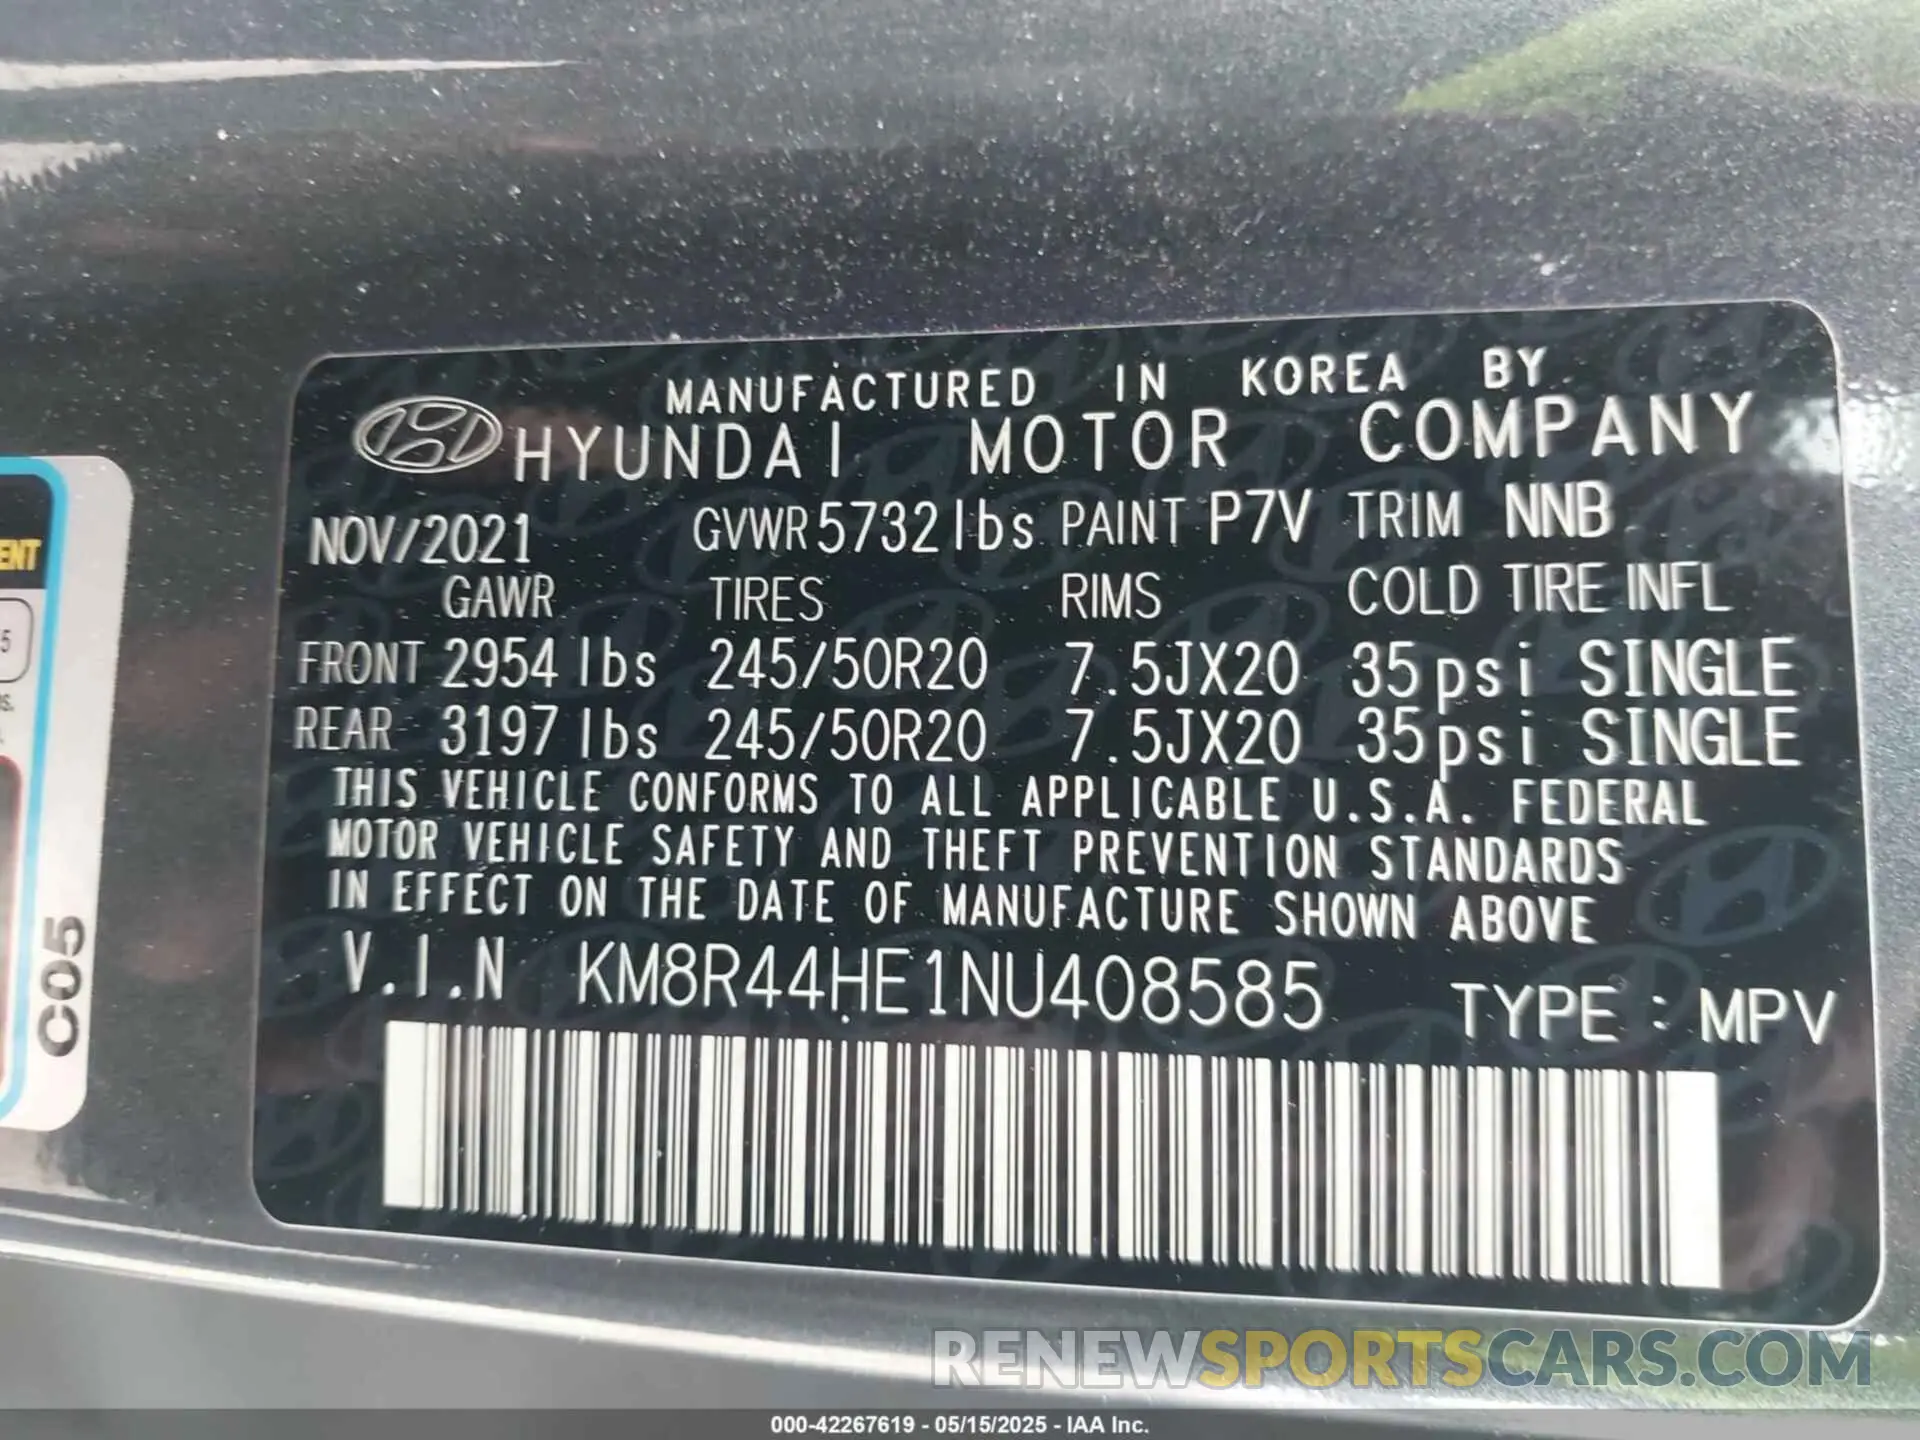 MANUFACTURED IN KOREA BY
HYUNDAI MOTOR COMPANY
NOV/2021 GVWR 5732 lbs PAINT P7V TRIM NNB
GAWR TIRES RIMS COLD TIRE INFL
FRONT 2954 lbs 245/50R20 7.5JX20 35psi SINGLE
REAR 3197 lbs 245/50R20 7.5JX20 35psi SINGLE
THIS VEHICLE CONFORMS TO ALL APPLICABLE U.S.A. FEDERAL
MOTOR VEHICLE SAFETY AND THEFT PREVENTION STANDARDS
IN EFFECT ON THE DATE OF MANUFACTURE SHOWN ABOVE
V.I.N KM8R44HE1NU408585 TYPE : MPV
C05
RENEWSPORTSCARS.COM
000-42267619 - 05/15/2025 - IAA Inc.